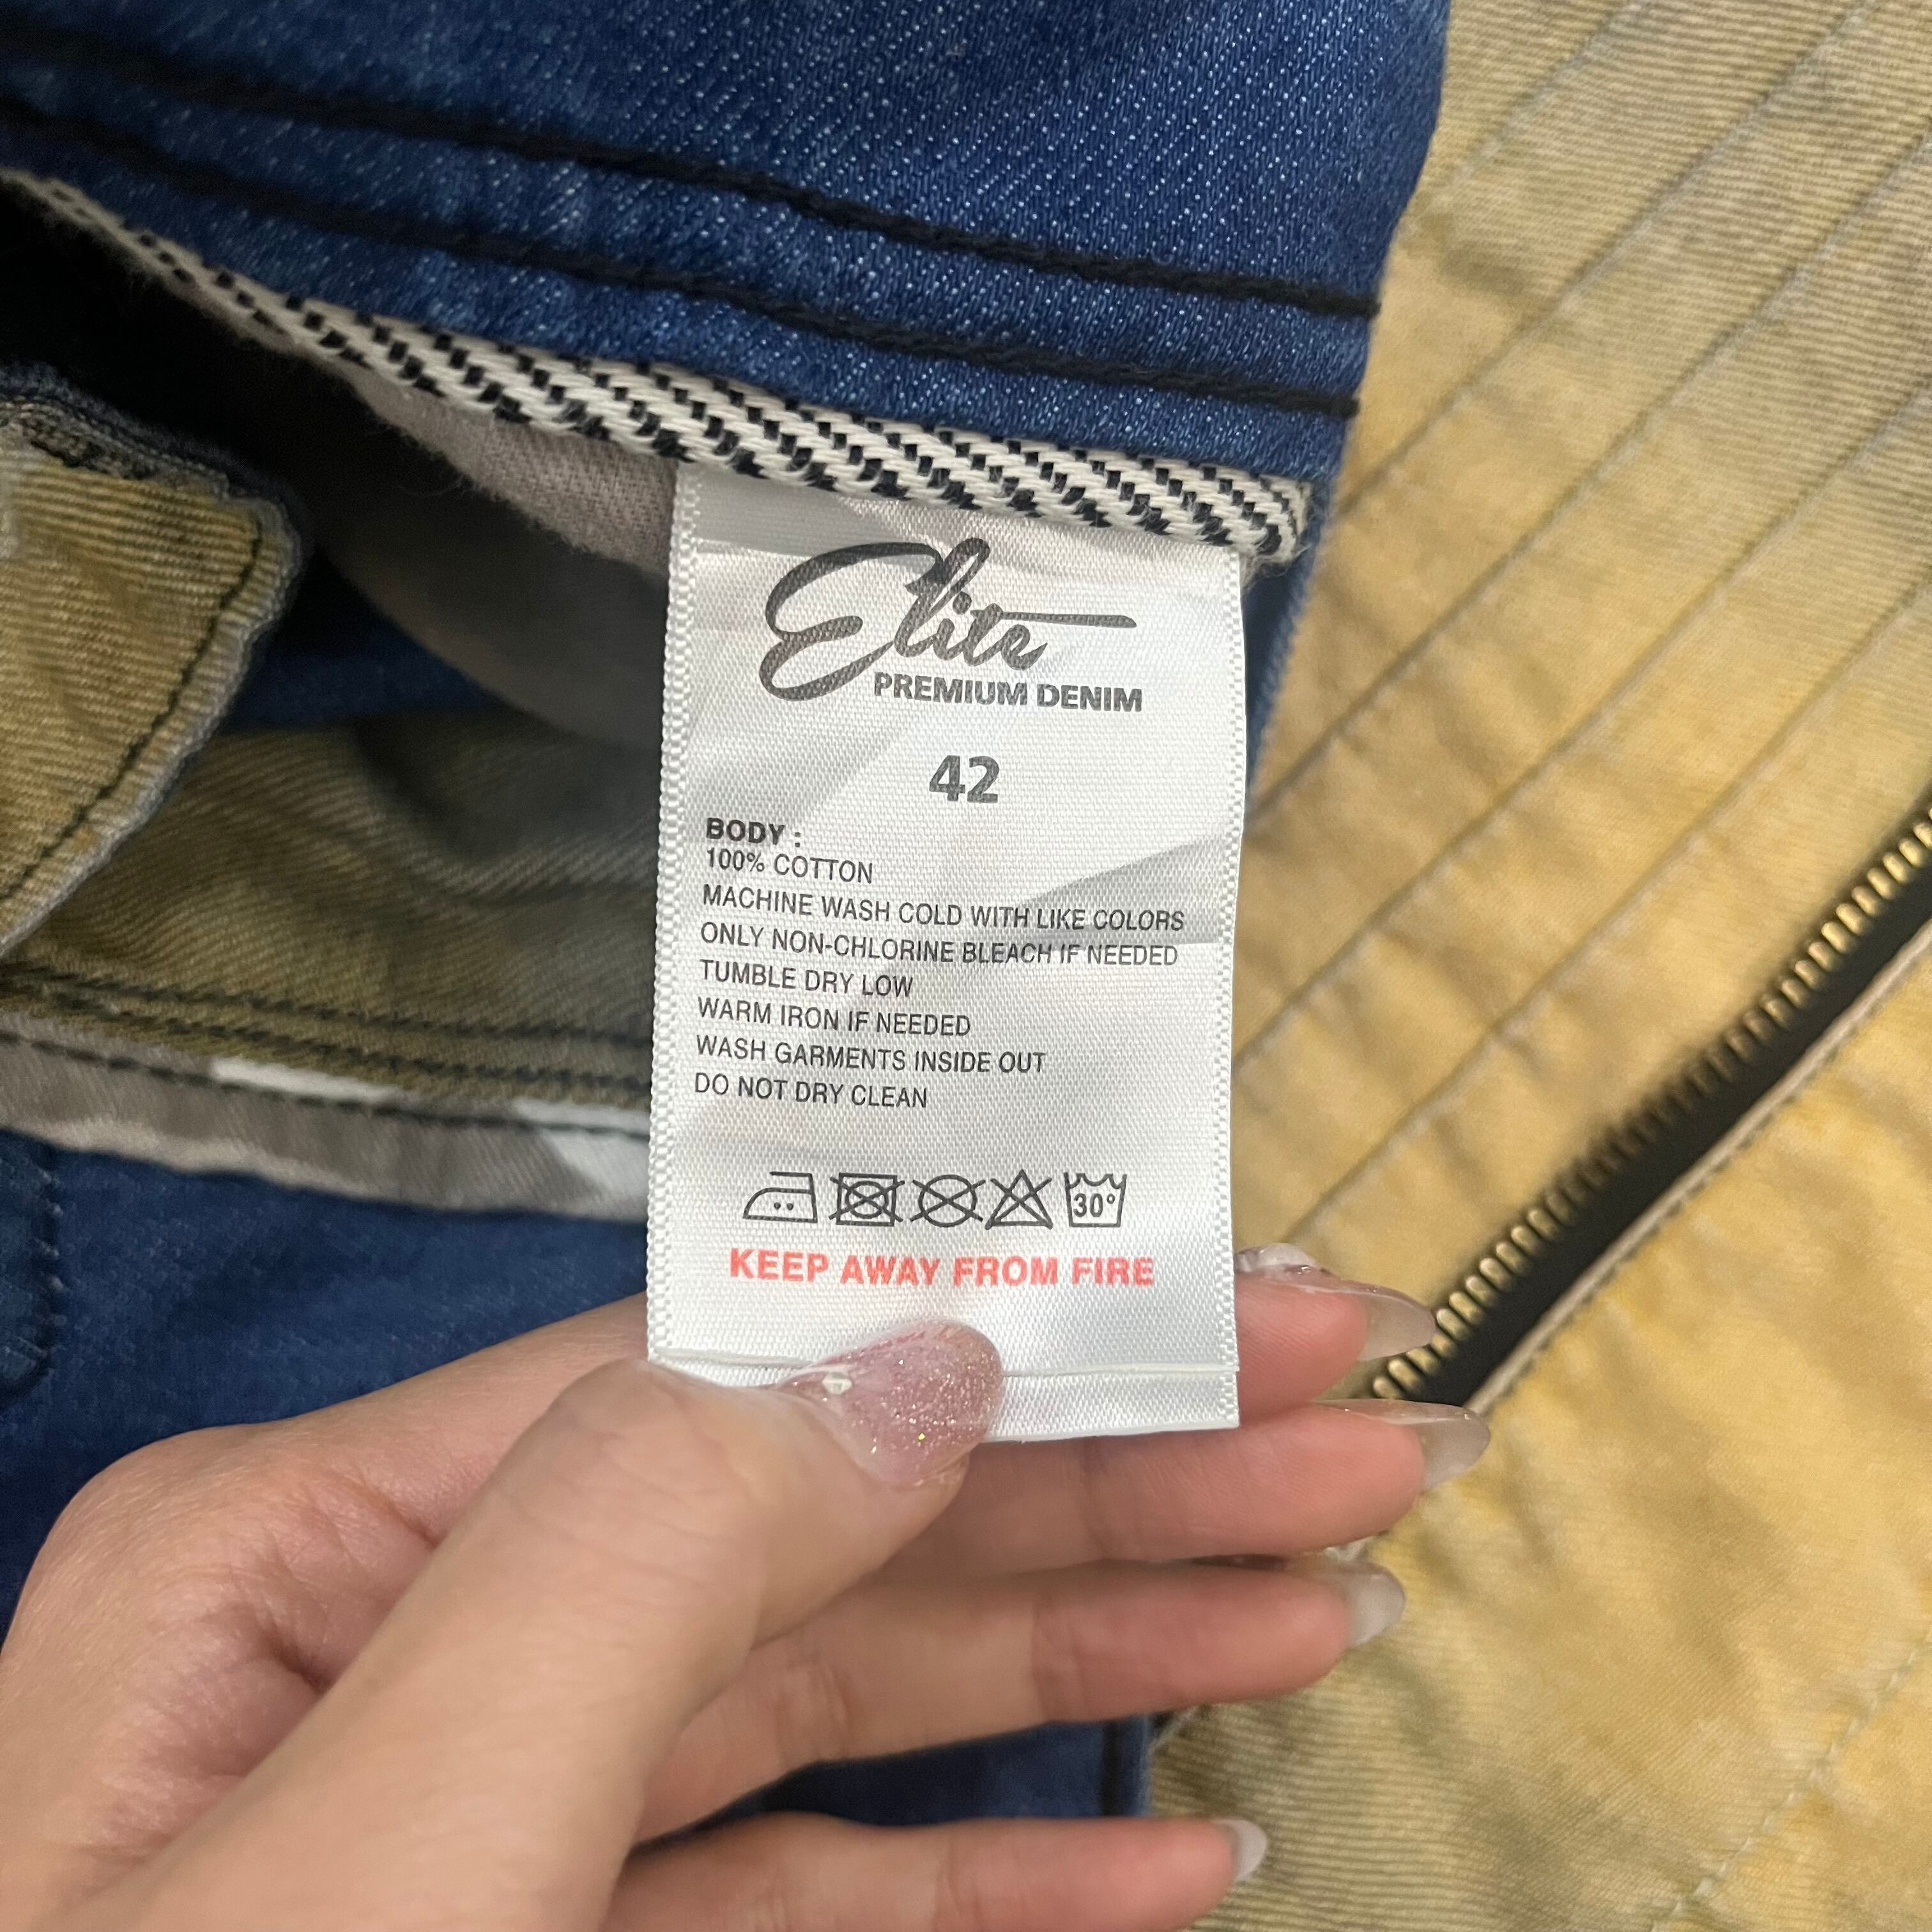 Elite
PREMIUM DENIM
42
BODY :
100% COTTON
MACHINE WASH COLD WITH LIKE COLORS
ONLY NON-CHLORINE BLEACH IF NEEDED
TUMBLE DRY LOW
WARM IRON IF NEEDED
WASH GARMENTS INSIDE OUT
DO NOT DRY CLEAN
30°
KEEP AWAY FROM FIRE